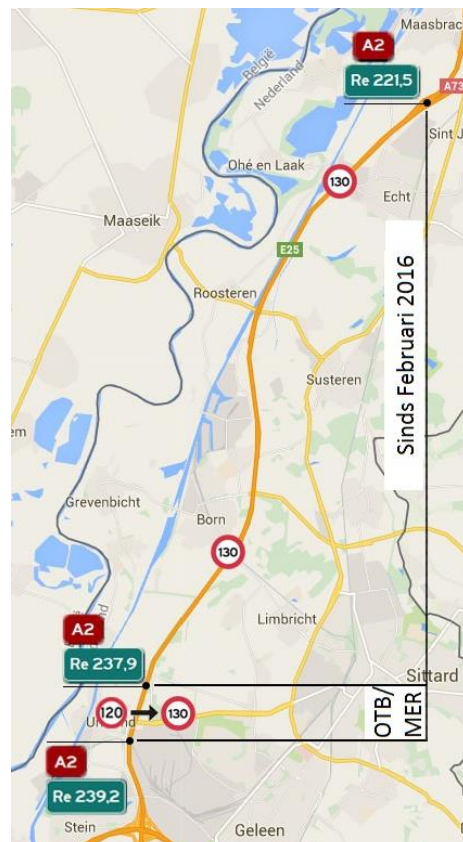 A2
Maasbrac
Re 221,5
A73
België
Nederland
Sint J
Ohé en Laak
130
Echt
Maaseik
E25
Roosteren
Sinds Februari 2016
Susteren
em
Grevenbicht
Born
130
Limbricht
A2
Re 237,9
Sittard
120
130
OTB/
MER
A2
Re 239,2
Stein
Geleen